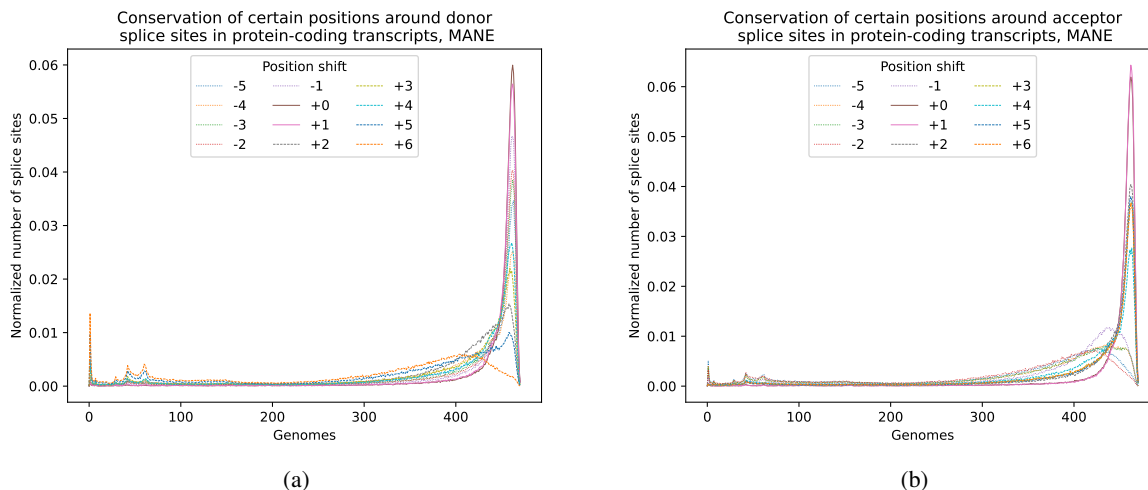 Conservation of certain positions around donor
splice sites in protein-coding transcripts, MANE
Normalized number of splice sites
0.06
0.05
0.04
0.03
0.02
0.01
0.00
Position shift
-5 -1 +3
-4 +0 +4
-3 +1 +5
-2 +2 +6
0 100 200 300 400
Genomes
(a)
Conservation of certain positions around acceptor
splice sites in protein-coding transcripts, MANE
Normalized number of splice sites
0.06
0.05
0.04
0.03
0.02
0.01
0.00
Position shift
-5 -1 +3
-4 +0 +4
-3 +1 +5
-2 +2 +6
0 100 200 300 400
Genomes
(b)